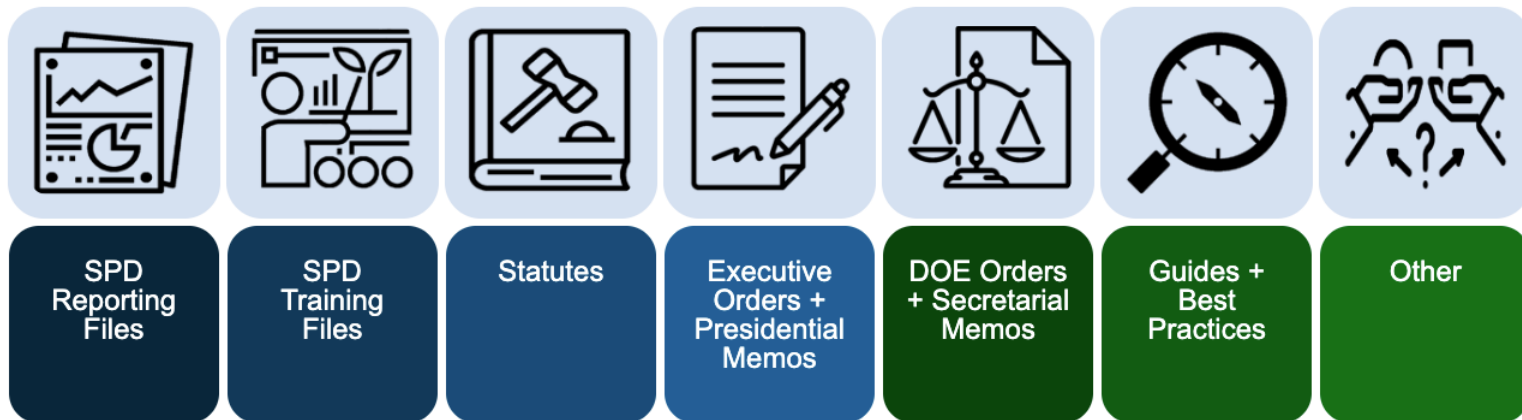 SPD
Reporting
Files
SPD
Training
Files
Statutes
Executive
Orders +
Presidential
Memos
DOE Orders
+ Secretarial
Memos
Guides +
Best
Practices
Other